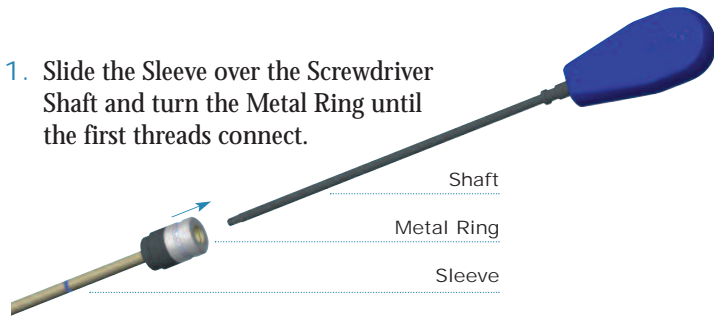 1. Slide the Sleeve over the Screwdriver
Shaft and turn the Metal Ring until
the first threads connect.
Shaft
Metal Ring
Sleeve